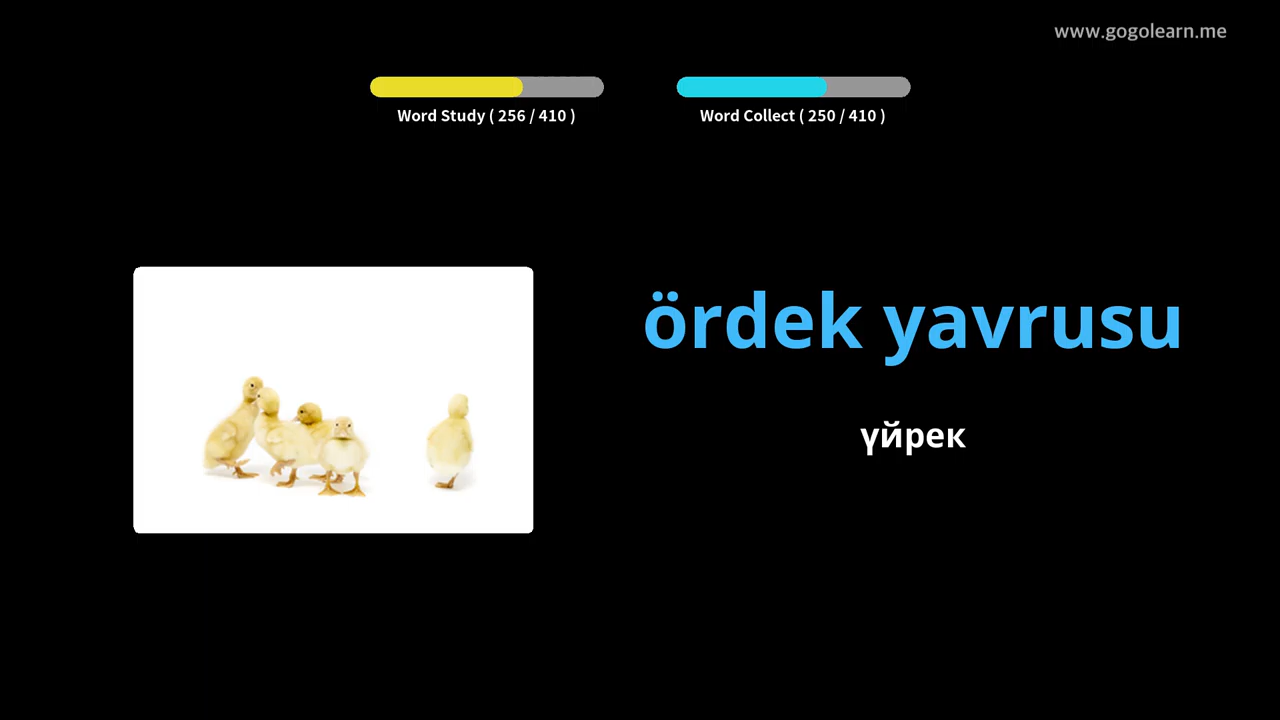 www.gogolearn.me
Word Study ( 256 / 410 )
Word Collect ( 250 / 410 )
ördek yavrusu
үйрек